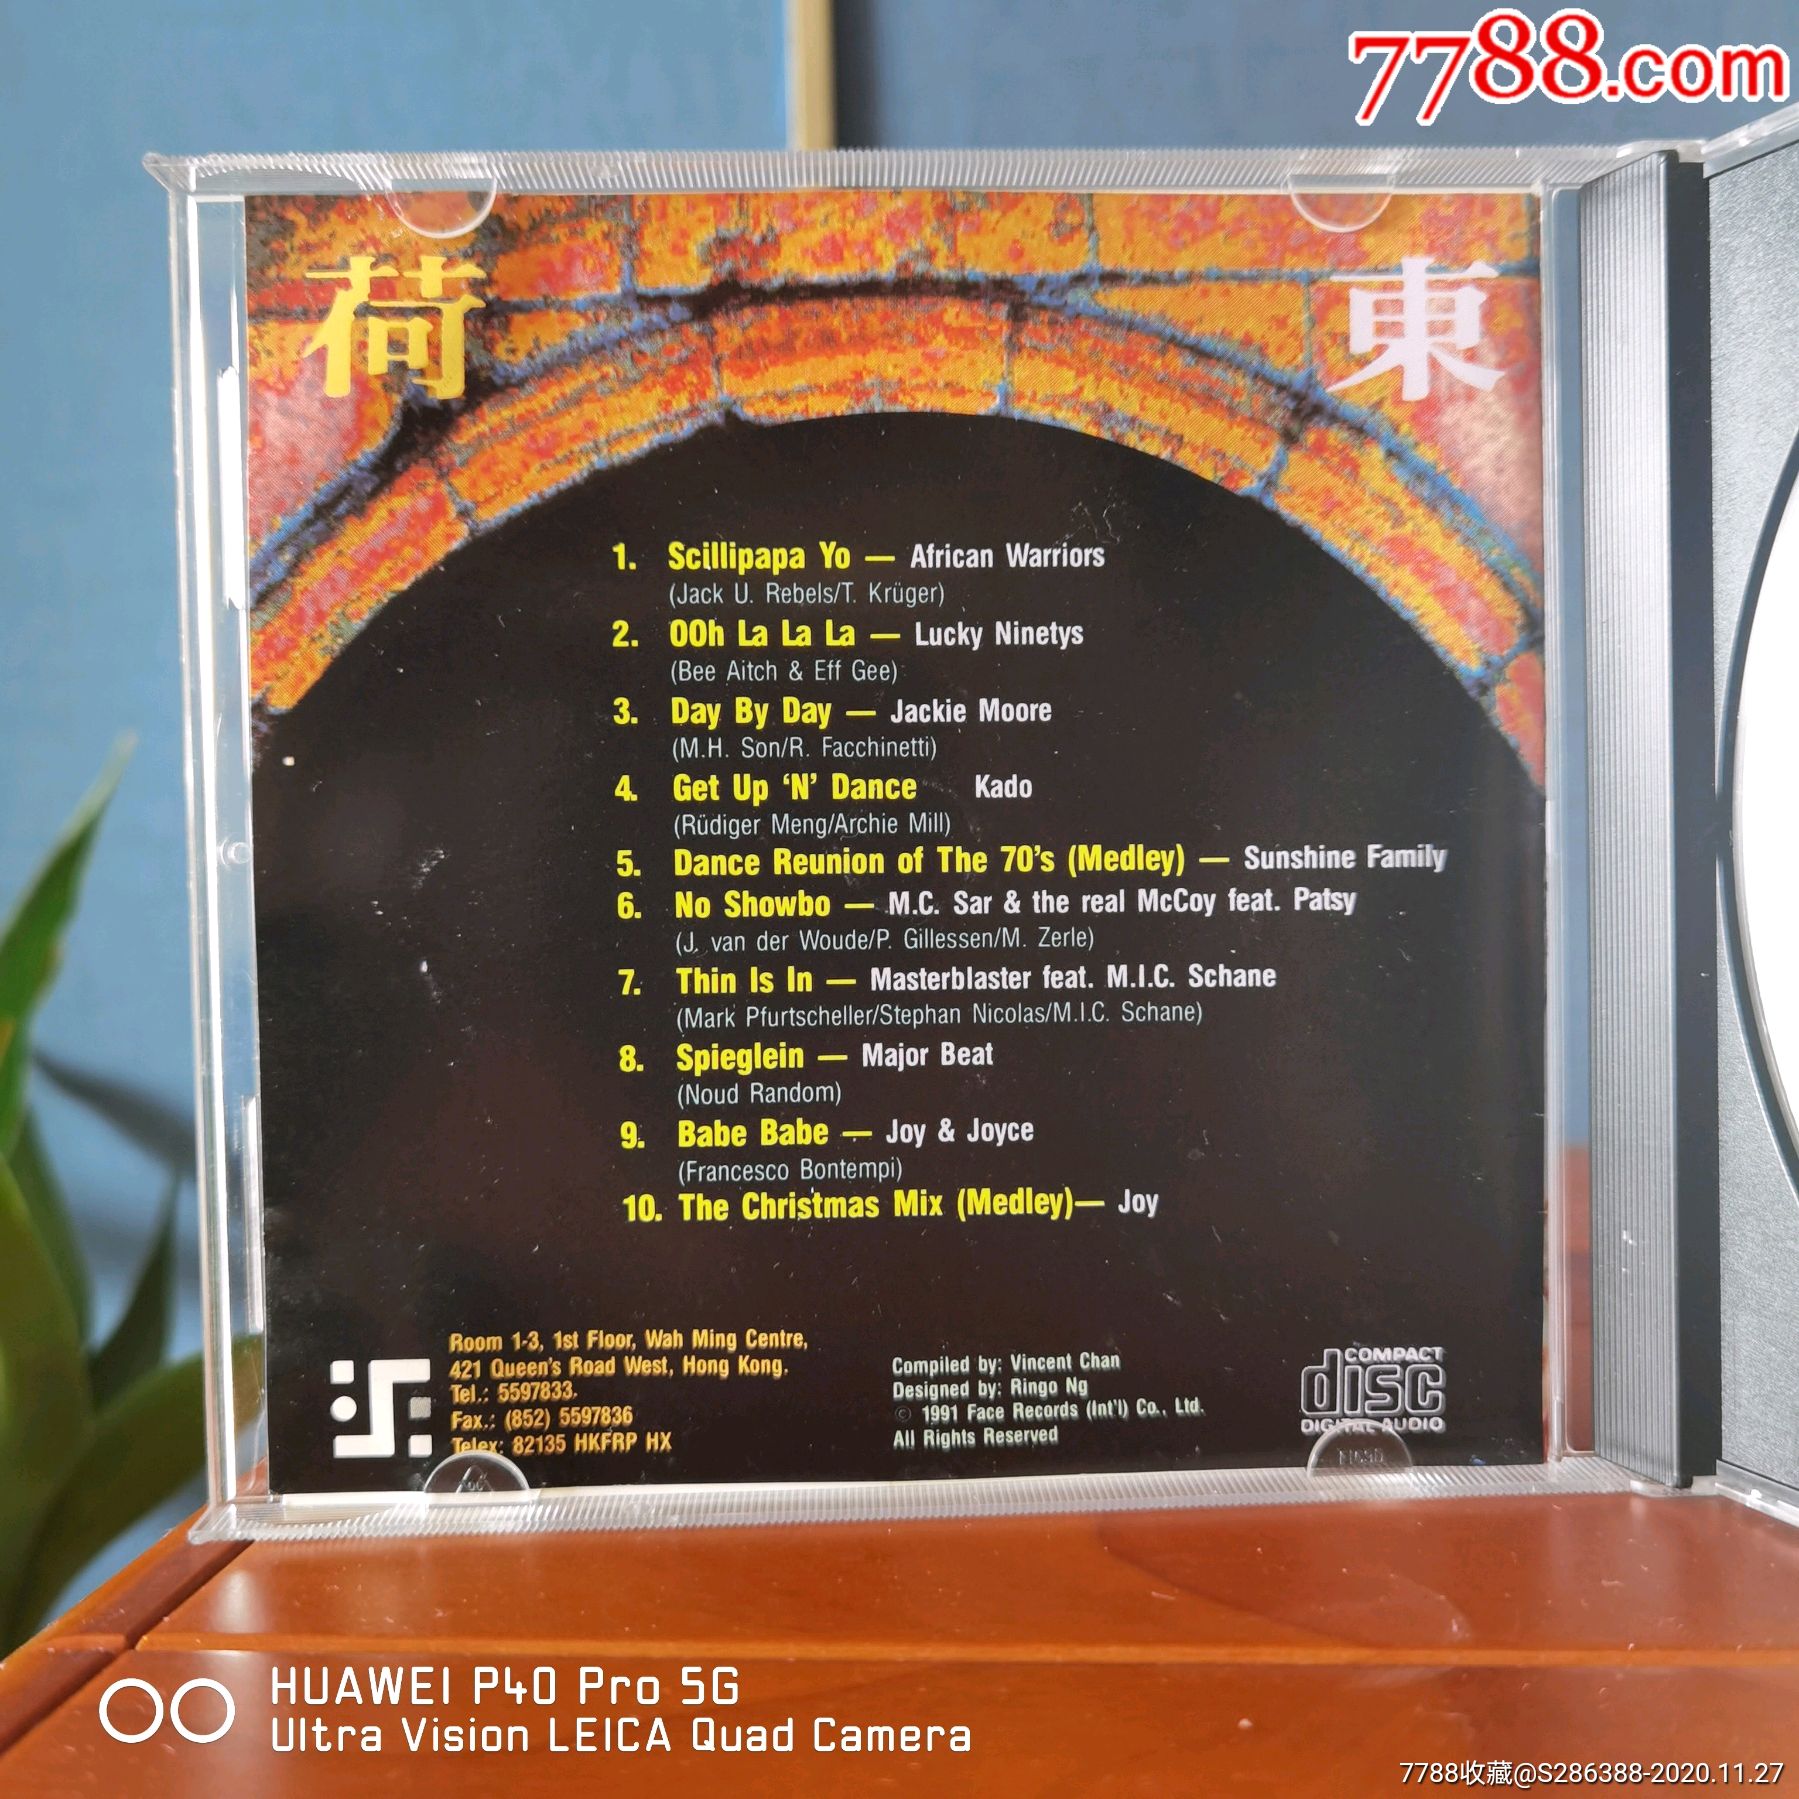 7788.com
荷 東
1. Scillipapa Yo — African Warriors
(Jack U. Rebels/T. Krüger)
2. OOh La La La — Lucky Ninetys
(Bee Aitch & Eff Gee)
3. Day By Day — Jackie Moore
(M.H. Son/R. Facchinetti)
4. Get Up ‘N’ Dance Kado
(Rüdiger Meng/Archie Mill)
5. Dance Reunion of The 70’s (Medley) — Sunshine Family
6. No Showbo — M.C. Sar & the real McCoy feat. Patsy
(J. van der Woude/P. Gillessen/M. Zerle)
7. Thin Is In — Masterblaster feat. M.I.C. Schane
(Mark Pfurtscheller/Stephan Nicolas/M.I.C. Schane)
8. Spieglein — Major Beat
(Noud Random)
9. Babe Babe — Joy & Joyce
(Francesco Bontempi)
10. The Christmas Mix (Medley)— Joy
Room 1-3, 1st Floor, Wah Ming Centre,
421 Queen's Road West, Hong Kong.
Tel.: 5597833.
Fax.: (852) 5597836
Telex: 82135 HKFRP HX
Compiled by: Vincent Chan
Designed by: Ringo Ng
© 1991 Face Records (Int'l) Co., Ltd.
All Rights Reserved
COMPACT
disc
DIGITAL AUDIO
HUAWEI P40 Pro 5G
Ultra Vision LEICA Quad Camera
7788收藏@S286388-2020.11.27